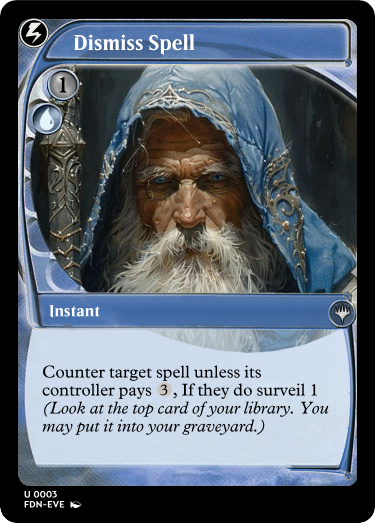 Dismiss Spell
1
Instant
Counter target spell unless its
controller pays 3, If they do surveil 1
(Look at the top card of your library. You
may put it into your graveyard.)
U 0003
FDN-EVE